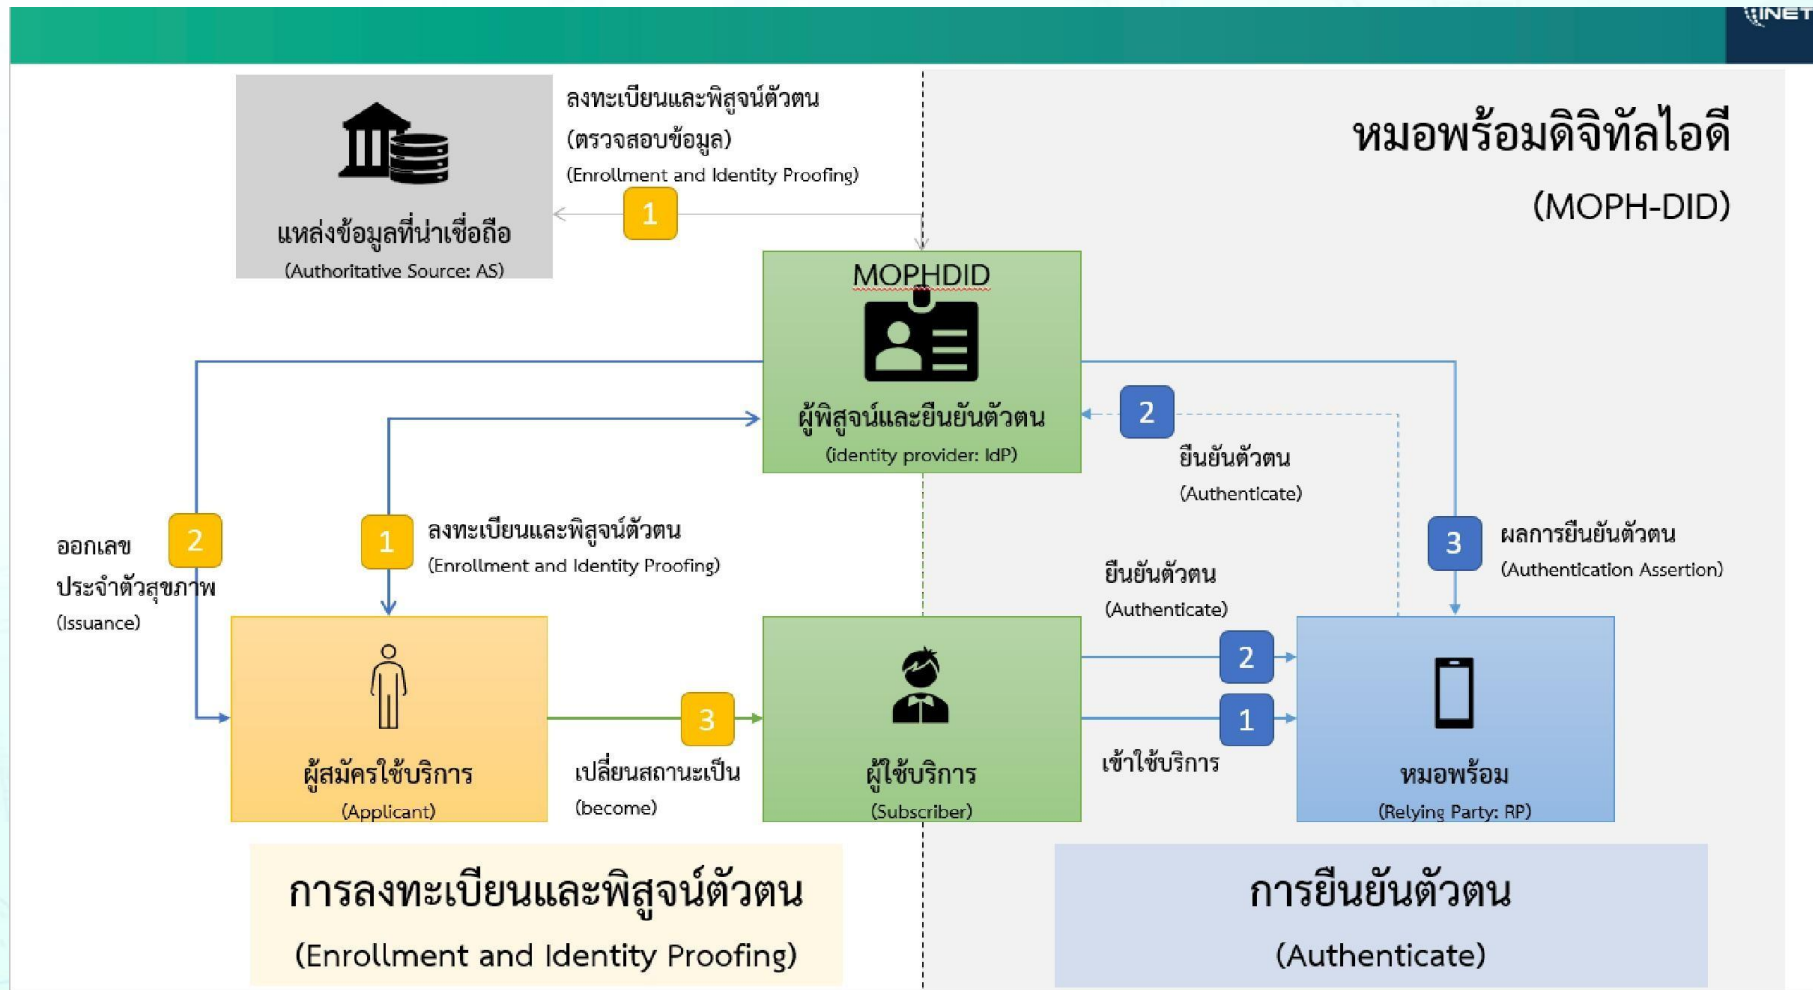 INET
หมอพร้อมดิจิทัลไอดี
(MOPH-DID)
ลงทะเบียนและพิสูจน์ตัวตน
(ตรวจสอบข้อมูล)
(Enrollment and Identity Proofing)
1
แหล่งข้อมูลที่น่าเชื่อถือ
(Authoritative Source: AS)
MOPHDID
ผู้พิสูจน์และยืนยันตัวตน
(identity provider: IdP)
2
ยืนยันตัวตน
(Authenticate)
2
ออกเลข
ประจำตัวสุขภาพ
(Issuance)
1
ลงทะเบียนและพิสูจน์ตัวตน
(Enrollment and Identity Proofing)
3
ผลการยืนยันตัวตน
(Authentication Assertion)
ยืนยันตัวตน
(Authenticate)
2
1
เข้าใช้บริการ
3
เปลี่ยนสถานะเป็น
(become)
ผู้สมัครใช้บริการ
(Applicant)
ผู้ใช้บริการ
(Subscriber)
หมอพร้อม
(Relying Party: RP)
การลงทะเบียนและพิสูจน์ตัวตน
(Enrollment and Identity Proofing)
การยืนยันตัวตน
(Authenticate)